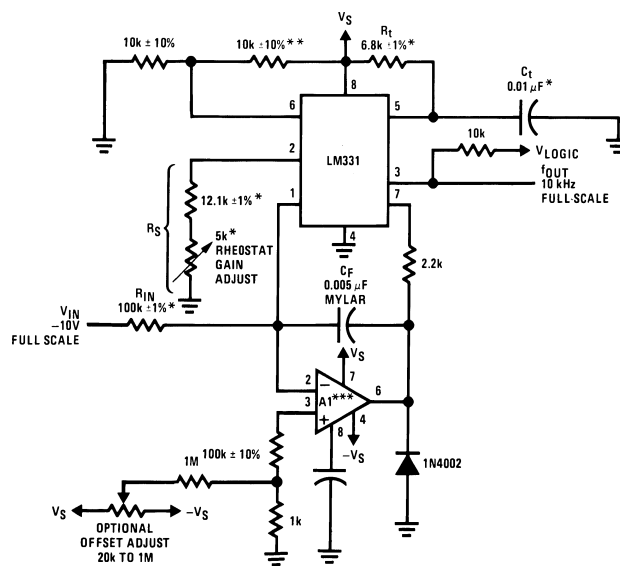 VS
10k ± 10%
10k ±10%**
Rt
6.8k ±1%*
Ct
0.01 µF*
8
6
5
LM331
10k
VLOGIC
2
3
fOUT
10 kHz
FULL-SCALE
1
7
4
12.1k ±1%*
RS
5k*
RHEOSTAT
GAIN
ADJUST
2.2k
CF
0.005 µF
MYLAR
RIN
100k ±1%*
VIN
−10V
FULL SCALE
VS
7
2
−
6
A1***
3
+
4
8
−VS
100k ± 10%
1N4002
1M
VS
−VS
1k
OPTIONAL
OFFSET ADJUST
20k TO 1M